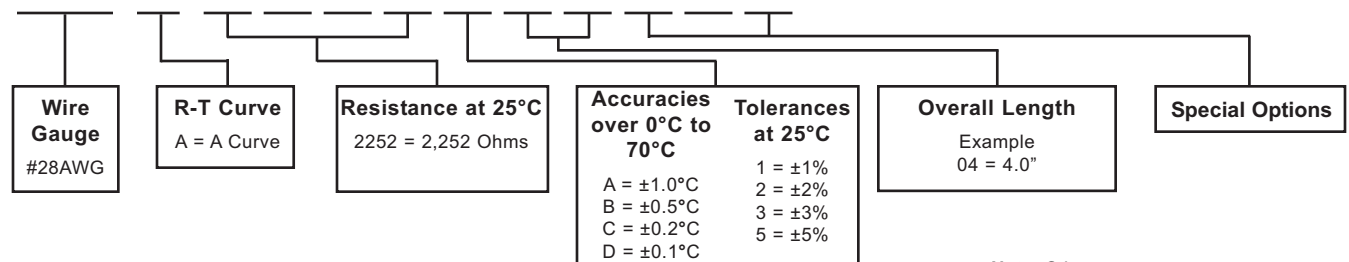 Wire
Gauge
#28AWG
R-T Curve
A = A Curve
Resistance at 25°C
2252 = 2,252 Ohms
Accuracies
over 0°C to
70°C
A = ±1.0°C
B = ±0.5°C
C = ±0.2°C
D = ±0.1°C
Tolerances
at 25°C
1 = ±1%
2 = ±2%
3 = ±3%
5 = ±5%
Overall Length
Example
04 = 4.0”
Special Options